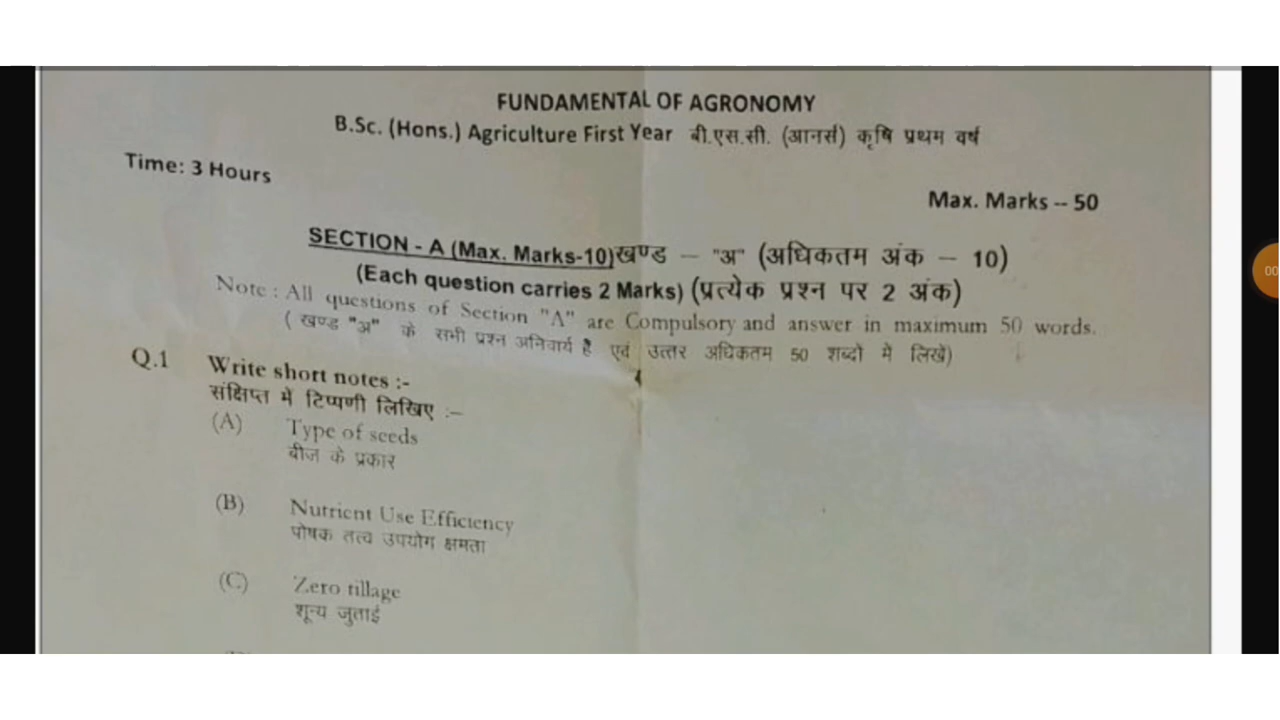 FUNDAMENTAL OF AGRONOMY
B.Sc. (Hons.) Agriculture First Year बी.एस.सी. (आनर्स) कृषि प्रथम वर्ष
Time: 3 Hours
Max. Marks -- 50
SECTION - A (Max. Marks-10)खण्ड – "अ" (अधिकतम अंक – 10)
(Each question carries 2 Marks) (प्रत्येक प्रश्न पर 2 अंक)
Note : All questions of Section "A" are Compulsory and answer in maximum 50 words.
( खण्ड "अ" के सभी प्रश्न अनिवार्य है एवं उत्तर अधिकतम 50 शब्दों में लिखें)
Q.1 Write short notes :-
संक्षिप्त में टिप्पणी लिखिए :–
(A) Type of seeds
बीज के प्रकार
(B) Nutrient Use Efficiency
पोषक तत्व उपयोग क्षमता
(C) Zero tillage
शून्य जुताई
00